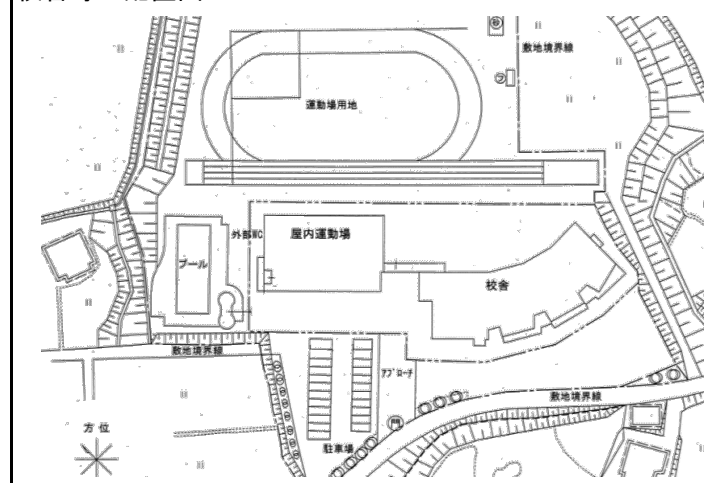 敷地境界線
運動場用地
外部WC
屋内運動場
プール
校舎
敷地境界線
アプローチ
敷地境界線
門
方位
駐車場